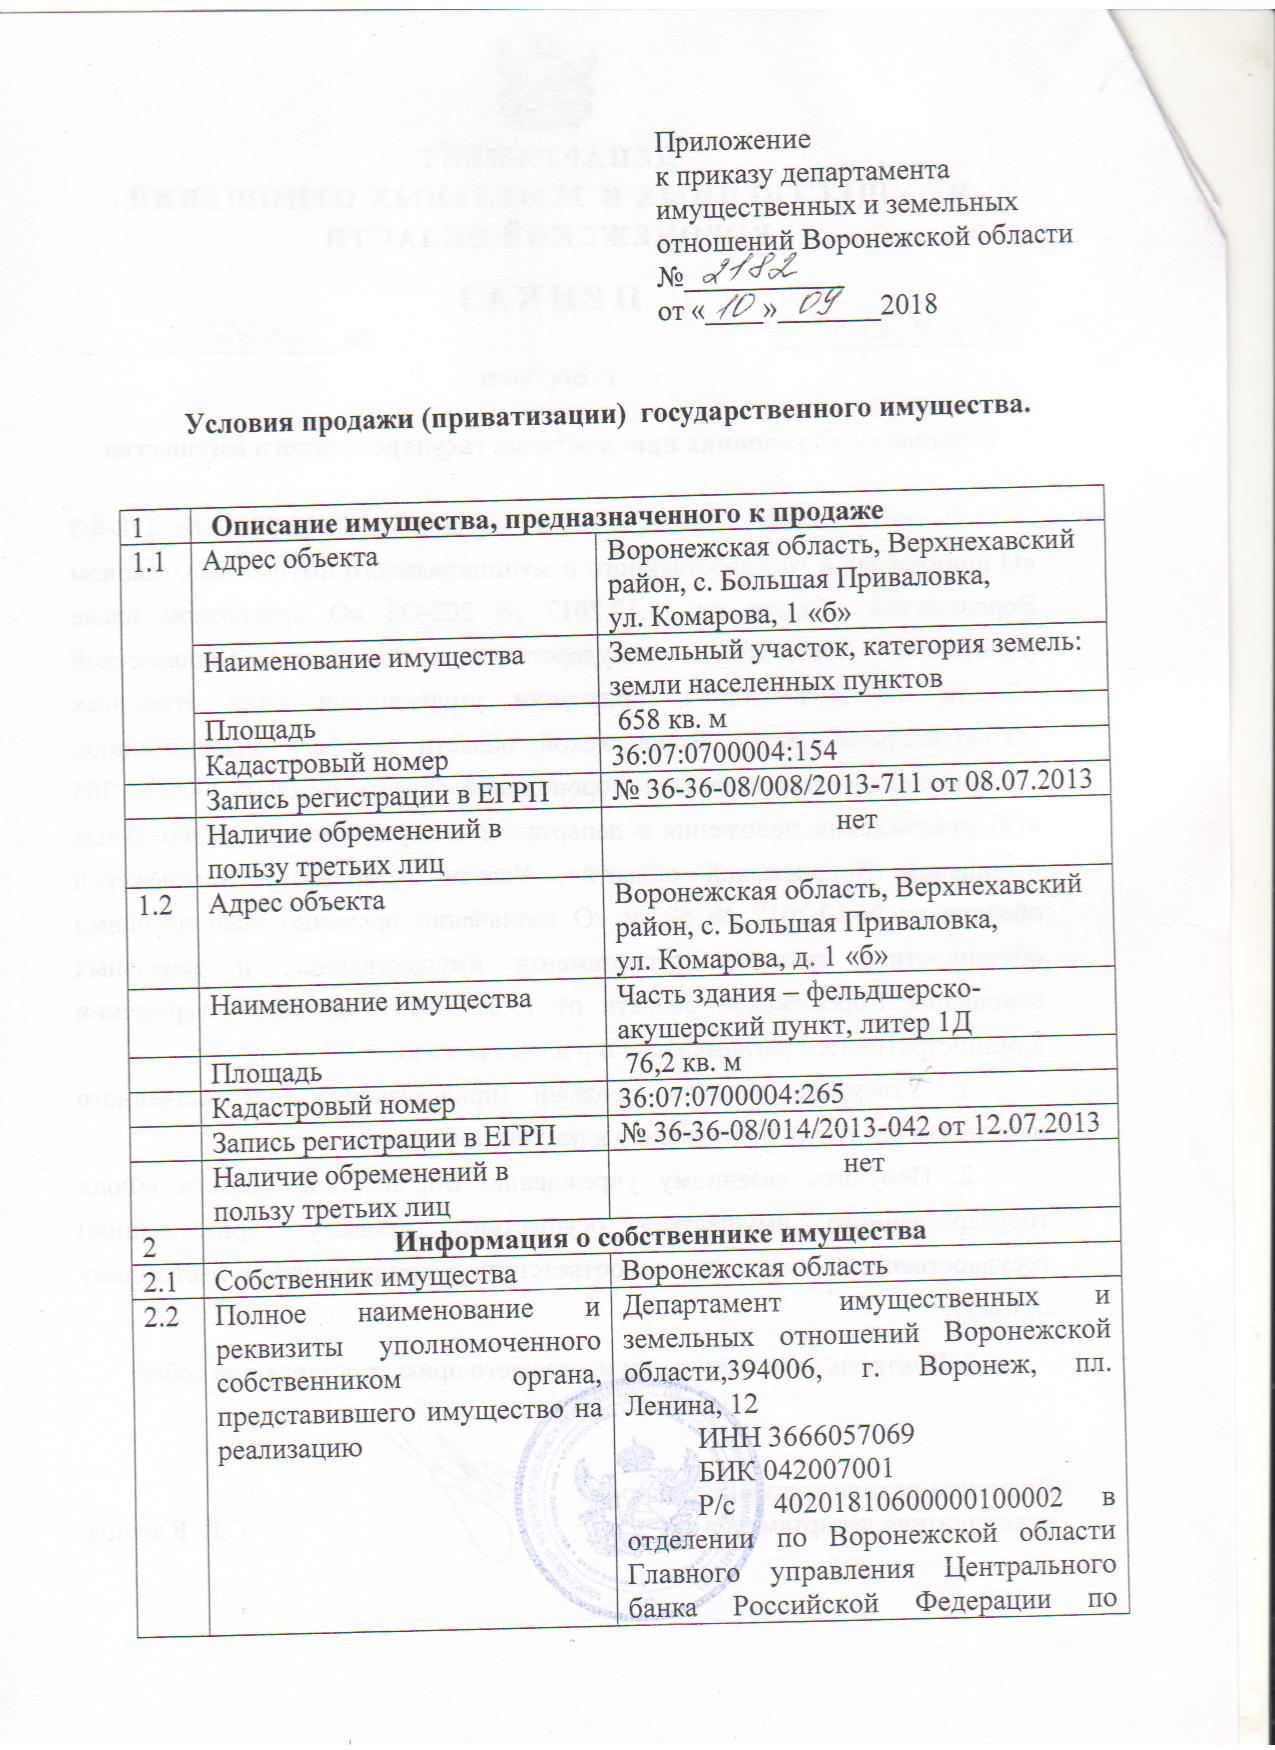 Приложение
к приказу департамента
имущественных и земельных
отношений Воронежской области
№ 2182
от «10» 09 2018
Условия продажи (приватизации) государственного имущества.
1 Описание имущества, предназначенного к продаже
1.1 Адрес объекта Воронежская область, Верхнехавский
район, с. Большая Приваловка,
ул. Комарова, 1 «б»
Наименование имущества Земельный участок, категория земель:
земли населенных пунктов
Площадь 658 кв. м
Кадастровый номер 36:07:0700004:154
Запись регистрации в ЕГРП № 36-36-08/008/2013-711 от 08.07.2013
Наличие обременений в нет
пользу третьих лиц
1.2 Адрес объекта Воронежская область, Верхнехавский
район, с. Большая Приваловка,
ул. Комарова, д. 1 «б»
Наименование имущества Часть здания – фельдшерско-
акушерский пункт, литер 1Д
Площадь 76,2 кв. м
Кадастровый номер 36:07:0700004:265
Запись регистрации в ЕГРП № 36-36-08/014/2013-042 от 12.07.2013
Наличие обременений в нет
пользу третьих лиц
2 Информация о собственнике имущества
2.1 Собственник имущества Воронежская область
2.2 Полное наименование и
реквизиты уполномоченного
собственником органа,
представившего имущество на
реализацию
Департамент имущественных и
земельных отношений Воронежской
области,394006, г. Воронеж, пл.
Ленина, 12
ИНН 3666057069
БИК 042007001
Р/с 40201810600000100002 в
отделении по Воронежской области
Главного управления Центрального
банка Российской Федерации по